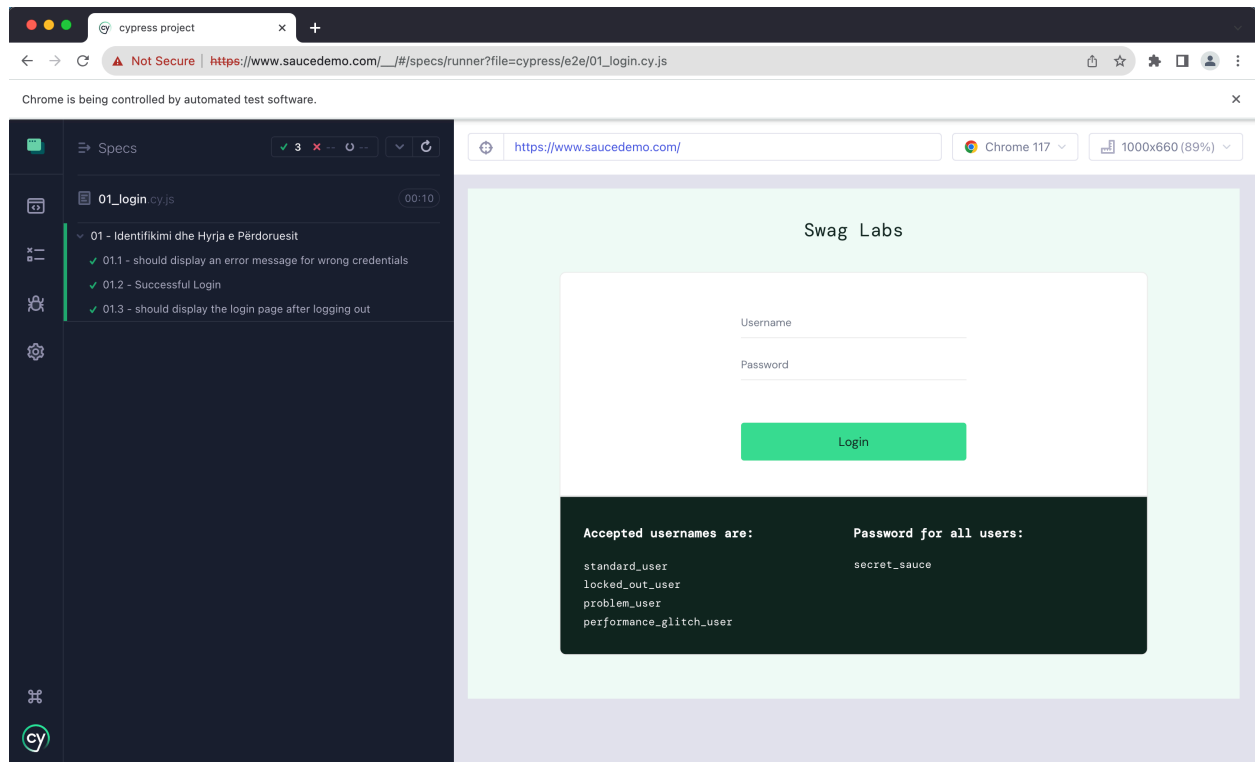 cy cypress project
Not Secure | https://www.saucedemo.com/__/#/specs/runner?file=cypress/e2e/01_login.cy.js
Chrome is being controlled by automated test software.
Specs
3 -- --
https://www.saucedemo.com/
Chrome 117
1000x660 (89%)
01_login.cy.js 00:10
01 - Identifikimi dhe Hyrja e Përdoruesit
01.1 - should display an error message for wrong credentials
01.2 - Successful Login
01.3 - should display the login page after logging out
Swag Labs
Username
Password
Login
Accepted usernames are:
standard_user
locked_out_user
problem_user
performance_glitch_user
Password for all users:
secret_sauce
cy